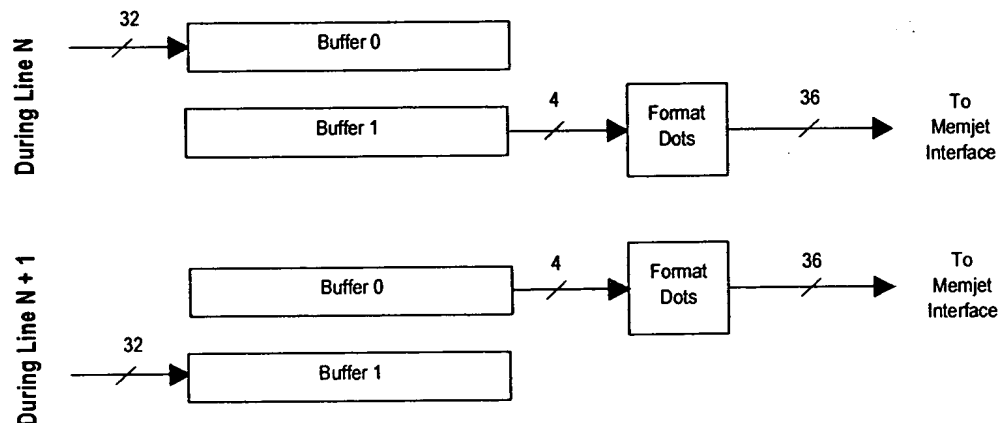 During Line N
32
Buffer 0
Buffer 1
4
Format
Dots
36
To
Memjet
Interface
During Line N + 1
Buffer 0
4
Format
Dots
36
To
Memjet
Interface
32
Buffer 1